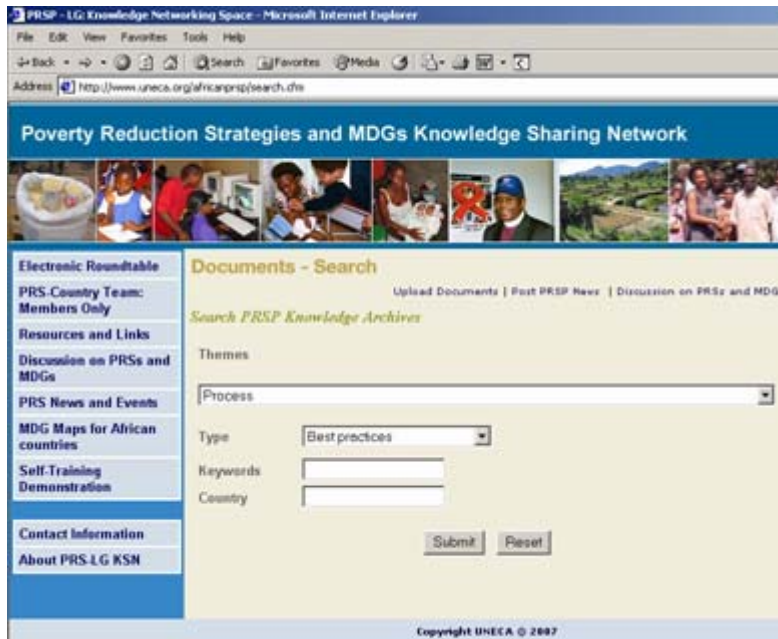 PRSP - LG: Knowledge Networking Space - Microsoft Internet Explorer
File Edit View Favorites Tools Help
Back Search Favorites Media
Address http://www.uneca.org/africanprsp/search.cfm
Poverty Reduction Strategies and MDGs Knowledge Sharing Network
Electronic Roundtable
PRS-Country Team:
Members Only
Resources and Links
Discussion on PRSs and
MDGs
PRS News and Events
MDG Maps for African
countries
Self-Training
Demonstration
Contact Information
About PRS-LG KSN
Documents - Search
Upload Documents | Post PRSP News | Discussion on PRSs and MDG
Search PRSP Knowledge Archives
Themes
Process
Type Best practices
Keywords
Country
Submit Reset
Copyright UNECA © 2007